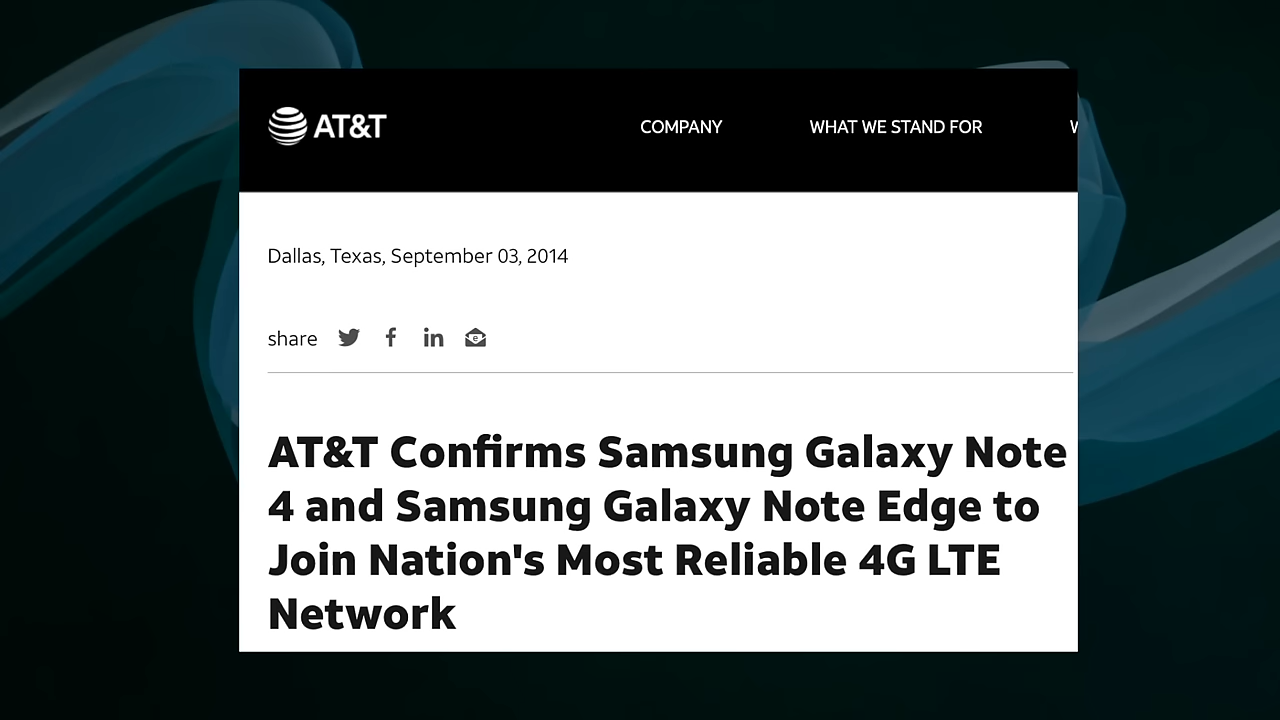 AT&T COMPANY WHAT WE STAND FOR
Dallas, Texas, September 03, 2014
share
AT&T Confirms Samsung Galaxy Note
4 and Samsung Galaxy Note Edge to
Join Nation's Most Reliable 4G LTE
Network